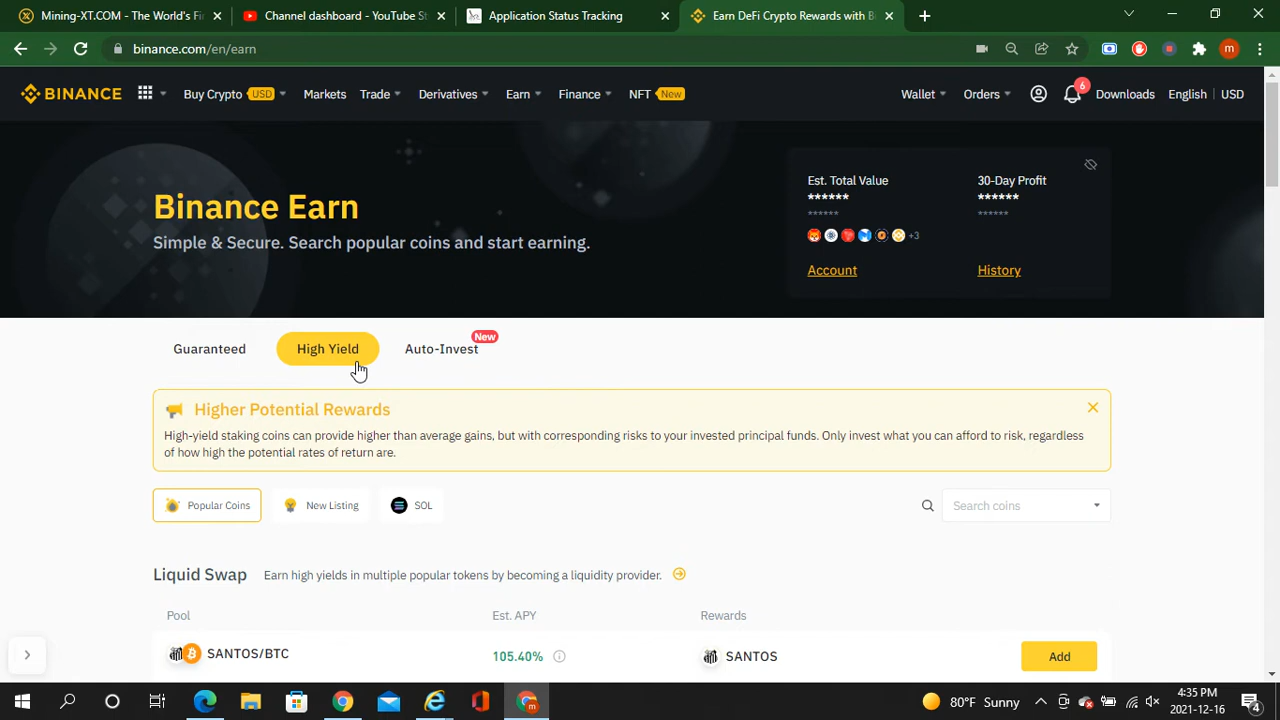 Mining-XT.COM - The World's Fi
Channel dashboard - YouTube St
Application Status Tracking
Earn DeFi Crypto Rewards with B
binance.com/en/earn
m
BINANCE
Buy Crypto USD
Markets
Trade
Derivatives
Earn
Finance
NFT New
Wallet
Orders
6
Downloads
English | USD
Binance Earn
Simple & Secure. Search popular coins and start earning.
Est. Total Value
******
******
+3
Account
30-Day Profit
******
******
History
Guaranteed
High Yield
Auto-Invest
New
Higher Potential Rewards
High-yield staking coins can provide higher than average gains, but with corresponding risks to your invested principal funds. Only invest what you can afford to risk, regardless
of how high the potential rates of return are.
Popular Coins
New Listing
SOL
Search coins
Liquid Swap
Earn high yields in multiple popular tokens by becoming a liquidity provider.
Pool
Est. APY
Rewards
SANTOS/BTC
105.40%
SANTOS
Add
80°F Sunny
4:35 PM
2021-12-16
4